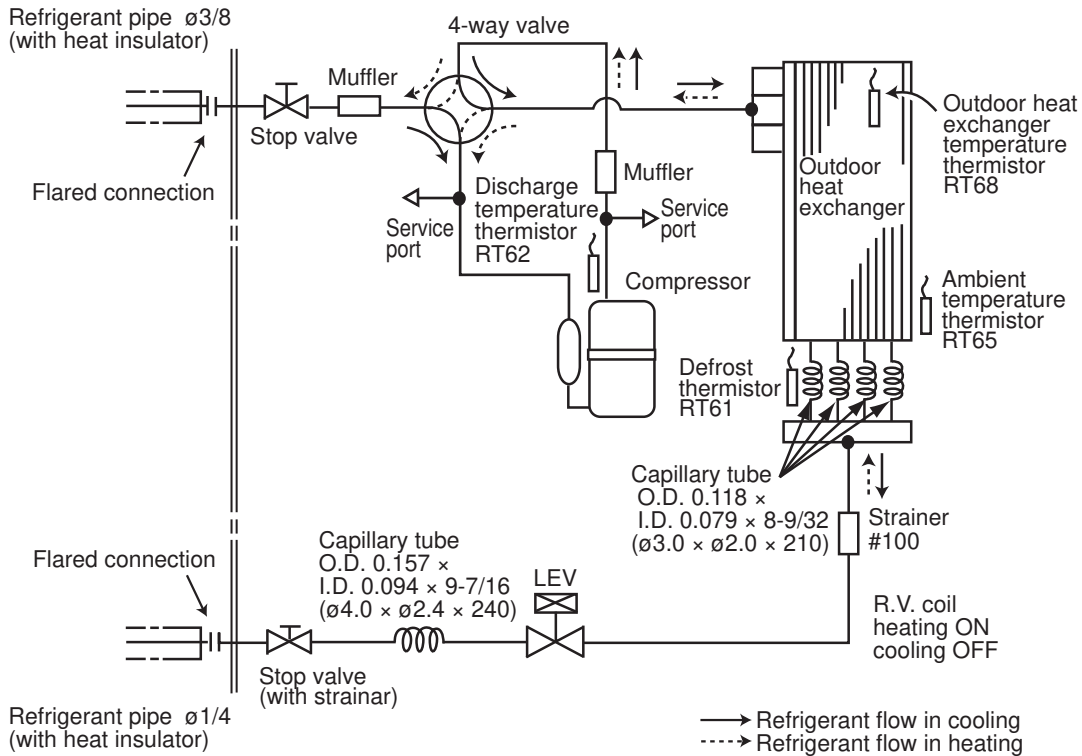 Refrigerant pipe ø3/8
(with heat insulator)
4-way valve
Muffler
Stop valve
Flared connection
Outdoor heat
exchanger
temperature
thermistor
RT68
Outdoor
heat
exchanger
Muffler
Service
port
Discharge
temperature
thermistor
RT62
Service
port
Compressor
Ambient
temperature
thermistor
RT65
Defrost
thermistor
RT61
Capillary tube
O.D. 0.118 ×
I.D. 0.079 × 8-9/32
(ø3.0 × ø2.0 × 210)
Strainer
#100
Flared connection
Capillary tube
O.D. 0.157 ×
I.D. 0.094 × 9-7/16
(ø4.0 × ø2.4 × 240)
LEV
R.V. coil
heating ON
cooling OFF
Stop valve
(with strainar)
Refrigerant pipe ø1/4
(with heat insulator)
Refrigerant flow in cooling
Refrigerant flow in heating